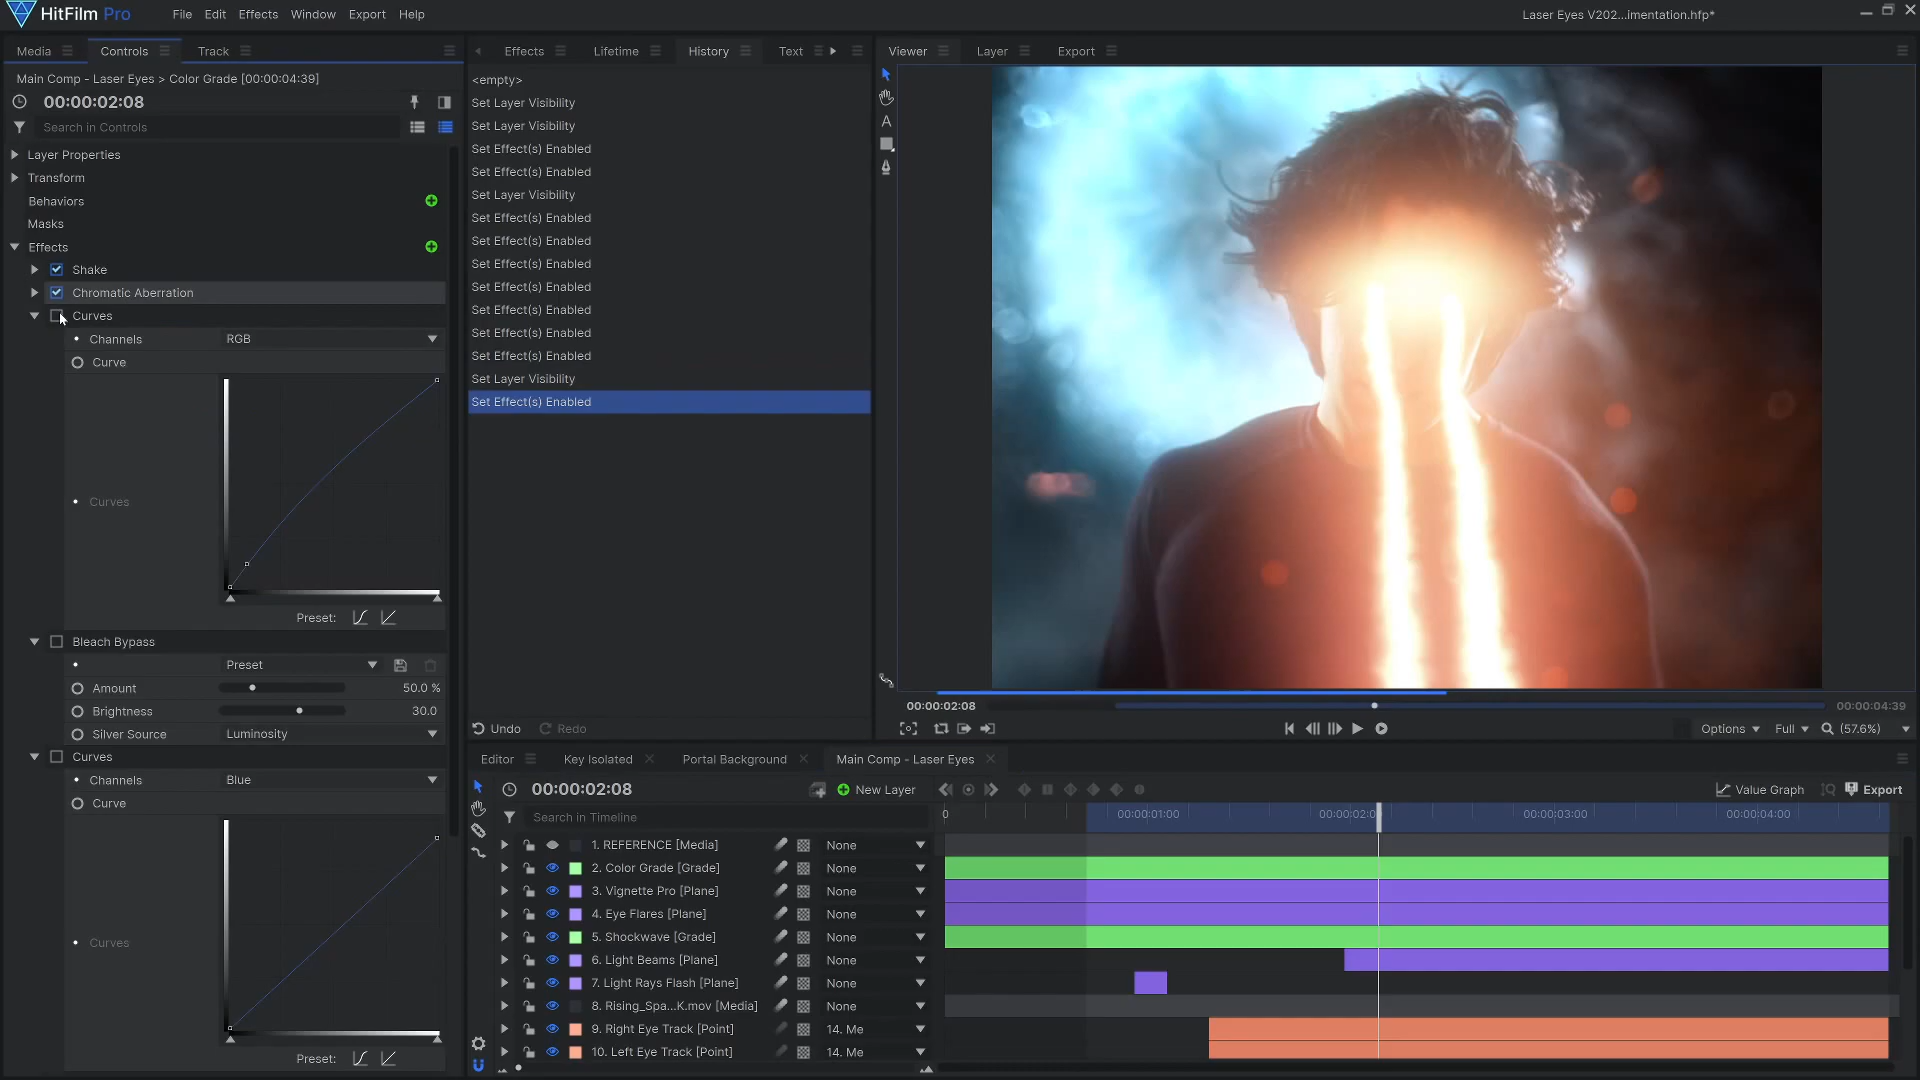 HitFilm Pro
File Edit Effects Window Export Help
Laser Eyes V202...imentation.hfp*
Media Controls Track
Effects Lifetime History Text
Viewer Layer Export
Main Comp - Laser Eyes > Color Grade [00:00:04:39]
00:00:02:08
Search in Controls
Layer Properties
Transform
Behaviors
Masks
Effects
Shake
Chromatic Aberration
Curves
Channels RGB
Curve
Curves
Preset:
Bleach Bypass
Preset
Amount 50.0 %
Brightness 30.0
Silver Source Luminosity
Curves
Channels Blue
Curve
Curves
Preset:
<empty>
Set Layer Visibility
Set Layer Visibility
Set Effect(s) Enabled
Set Effect(s) Enabled
Set Layer Visibility
Set Effect(s) Enabled
Set Effect(s) Enabled
Set Effect(s) Enabled
Set Effect(s) Enabled
Set Effect(s) Enabled
Set Effect(s) Enabled
Set Effect(s) Enabled
Set Layer Visibility
Set Effect(s) Enabled
Undo Redo
A
00:00:02:08 00:00:04:39
Options Full (57.6%)
Editor Key Isolated Portal Background Main Comp - Laser Eyes
00:00:02:08 New Layer Value Graph Export
Search in Timeline
0 00:00:01:00 00:00:02:0 00:00:03:00 00:00:04:00
1. REFERENCE [Media] None
2. Color Grade [Grade] None
3. Vignette Pro [Plane] None
4. Eye Flares [Plane] None
5. Shockwave [Grade] None
6. Light Beams [Plane] None
7. Light Rays Flash [Plane] None
8. Rising_Spa...K.mov [Media] None
9. Right Eye Track [Point] 14. Me
10. Left Eye Track [Point] 14. Me